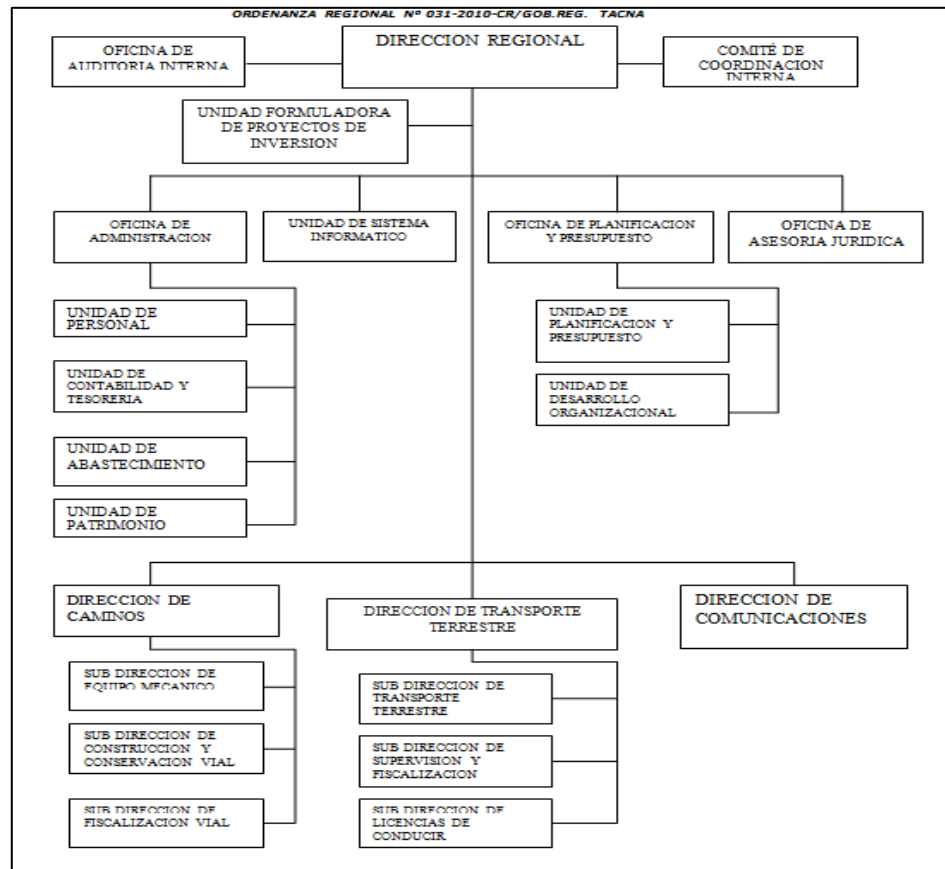 ORDENANZA REGIONAL Nº 031-2010-CR/GOB.REG. TACNA
OFICINA DE
AUDITORIA INTERNA
DIRECCION REGIONAL
COMITÉ DE
COORDINACION
INTERNA
UNIDAD FORMULADORA
DE PROYECTOS DE
INVERSION
OFICINA DE
ADMINISTRACION
UNIDAD DE SISTEMA
INFORMATICO
OFICINA DE PLANIFICACION
Y PRESUPUESTO
OFICINA DE
ASESORIA JURIDICA
UNIDAD DE
PERSONAL
UNIDAD DE
CONTABILIDAD Y
TESORERIA
UNIDAD DE
ABASTECIMIENTO
UNIDAD DE
PATRIMONIO
UNIDAD DE
PLANIFICACION Y
PRESUPUESTO
UNIDAD DE
DESARROLLO
ORGANIZACIONAL
DIRECCION DE
CAMINOS
DIRECCION DE TRANSPORTE
TERRESTRE
DIRECCION DE
COMUNICACIONES
SUB DIRECCION DE
EQUIPO MECANICO
SUB DIRECCION DE
CONSTRUCCION Y
CONSERVACION VIAL
SUB DIRECCION DE
FISCALIZACION VIAL
SUB DIRECCION DE
TRANSPORTE
TERRESTRE
SUB DIRECCION DE
SUPERVISION Y
FISCALIZACION
SUB DIRECCION DE
LICENCIAS DE
CONDUCIR